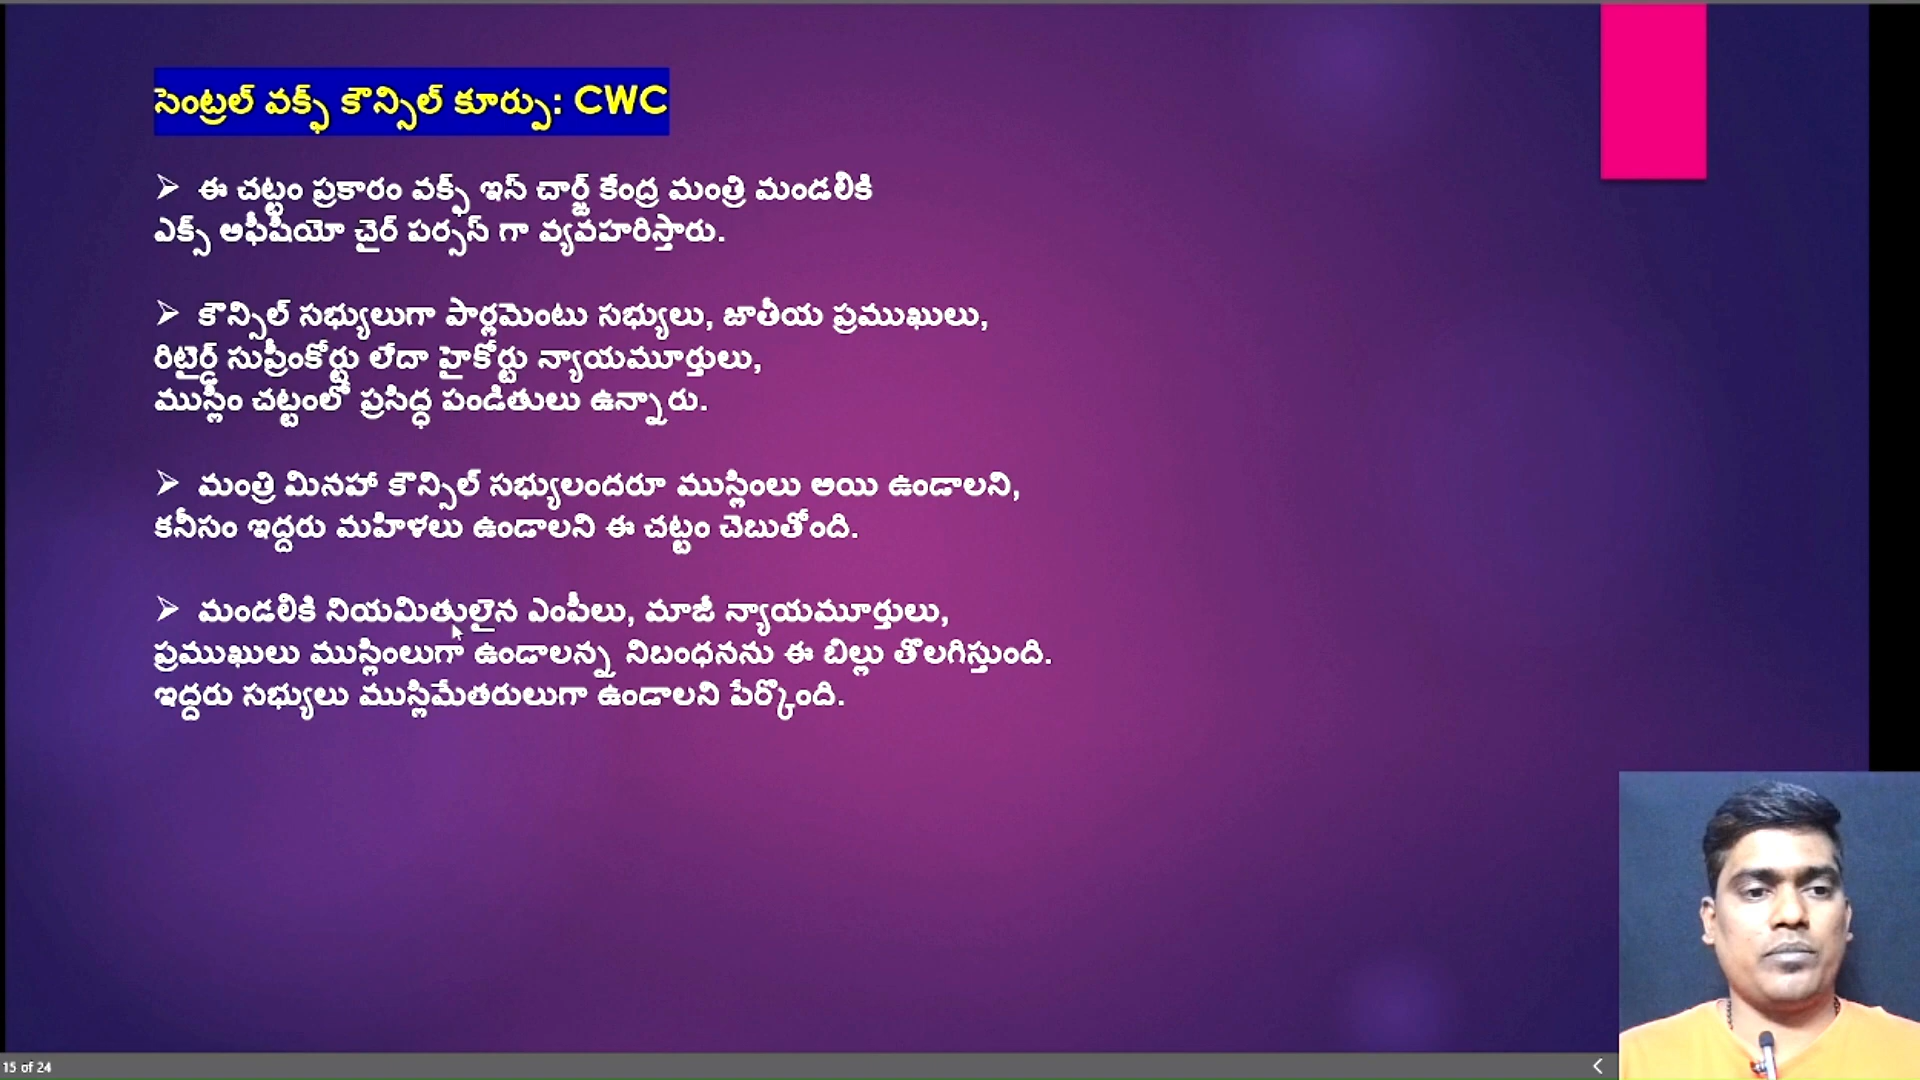 సెంట్రల్ వక్ఫ్ కౌన్సిల్ కూర్పు: CWC
➢ ఈ చట్టం ప్రకారం వక్ఫ్ ఇన్ చార్జ్ కేంద్ర మంత్రి మండలికి
ఎక్స్ అఫీషియో చైర్ పర్సన్ గా వ్యవహరిస్తారు.
➢ కౌన్సిల్ సభ్యులుగా పార్లమెంటు సభ్యులు, జాతీయ ప్రముఖులు,
రిటైర్డ్ సుప్రీంకోర్టు లేదా హైకోర్టు న్యాయమూర్తులు,
ముస్లిం చట్టంలో ప్రసిద్ధ పండితులు ఉన్నారు.
➢ మంత్రి మినహా కౌన్సిల్ సభ్యులందరూ ముస్లింలు అయి ఉండాలని,
కనీసం ఇద్దరు మహిళలు ఉండాలని ఈ చట్టం చెబుతోంది.
➢ మండలికి నియమితులైన ఎంపీలు, మాజీ న్యాయమూర్తులు,
ప్రముఖులు ముస్లింలుగా ఉండాలన్న నిబంధనను ఈ బిల్లు తొలగిస్తుంది.
ఇద్దరు సభ్యులు ముస్లిమేతరులుగా ఉండాలని పేర్కొంది.
15 of 24